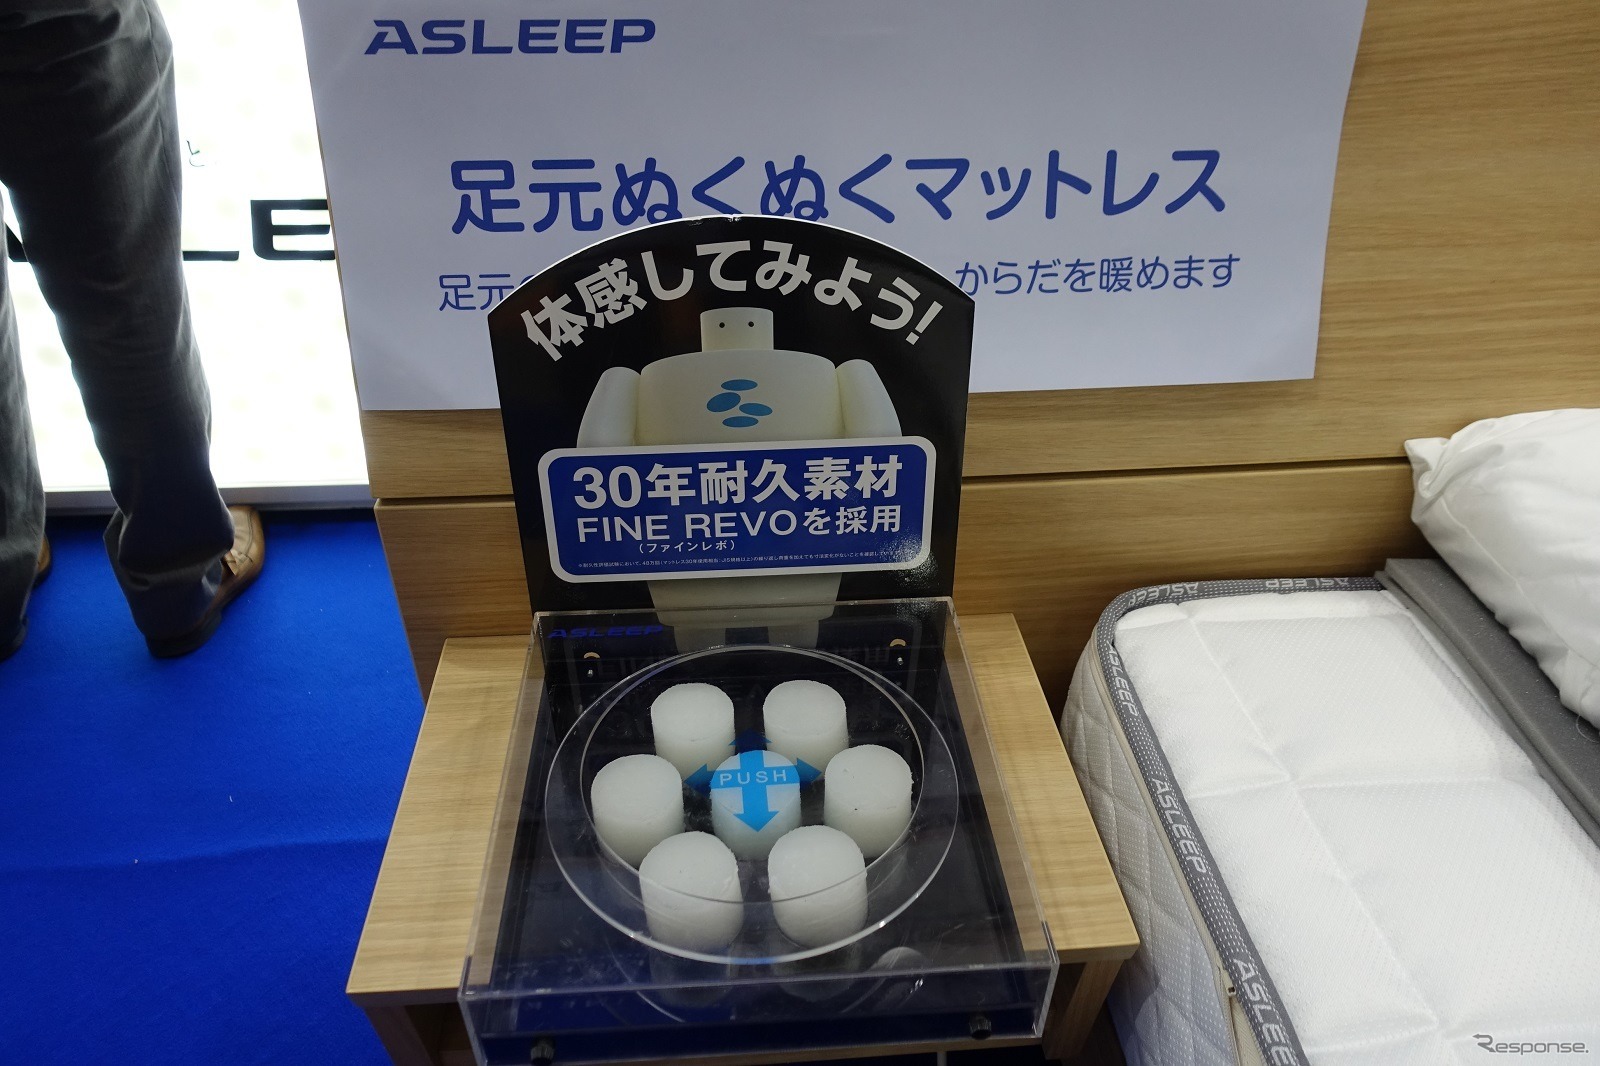 ASLEEP
足元ぬくぬくマットレス
足元
からだを暖めます
体感してみよう!
30年耐久素材
FINE REVOを採用
(ファインレボ)
ASLEEP
PUSH
ASLEEP
ASLEEP
ASLEEP
ASLEEP
ASLEEP
Response.